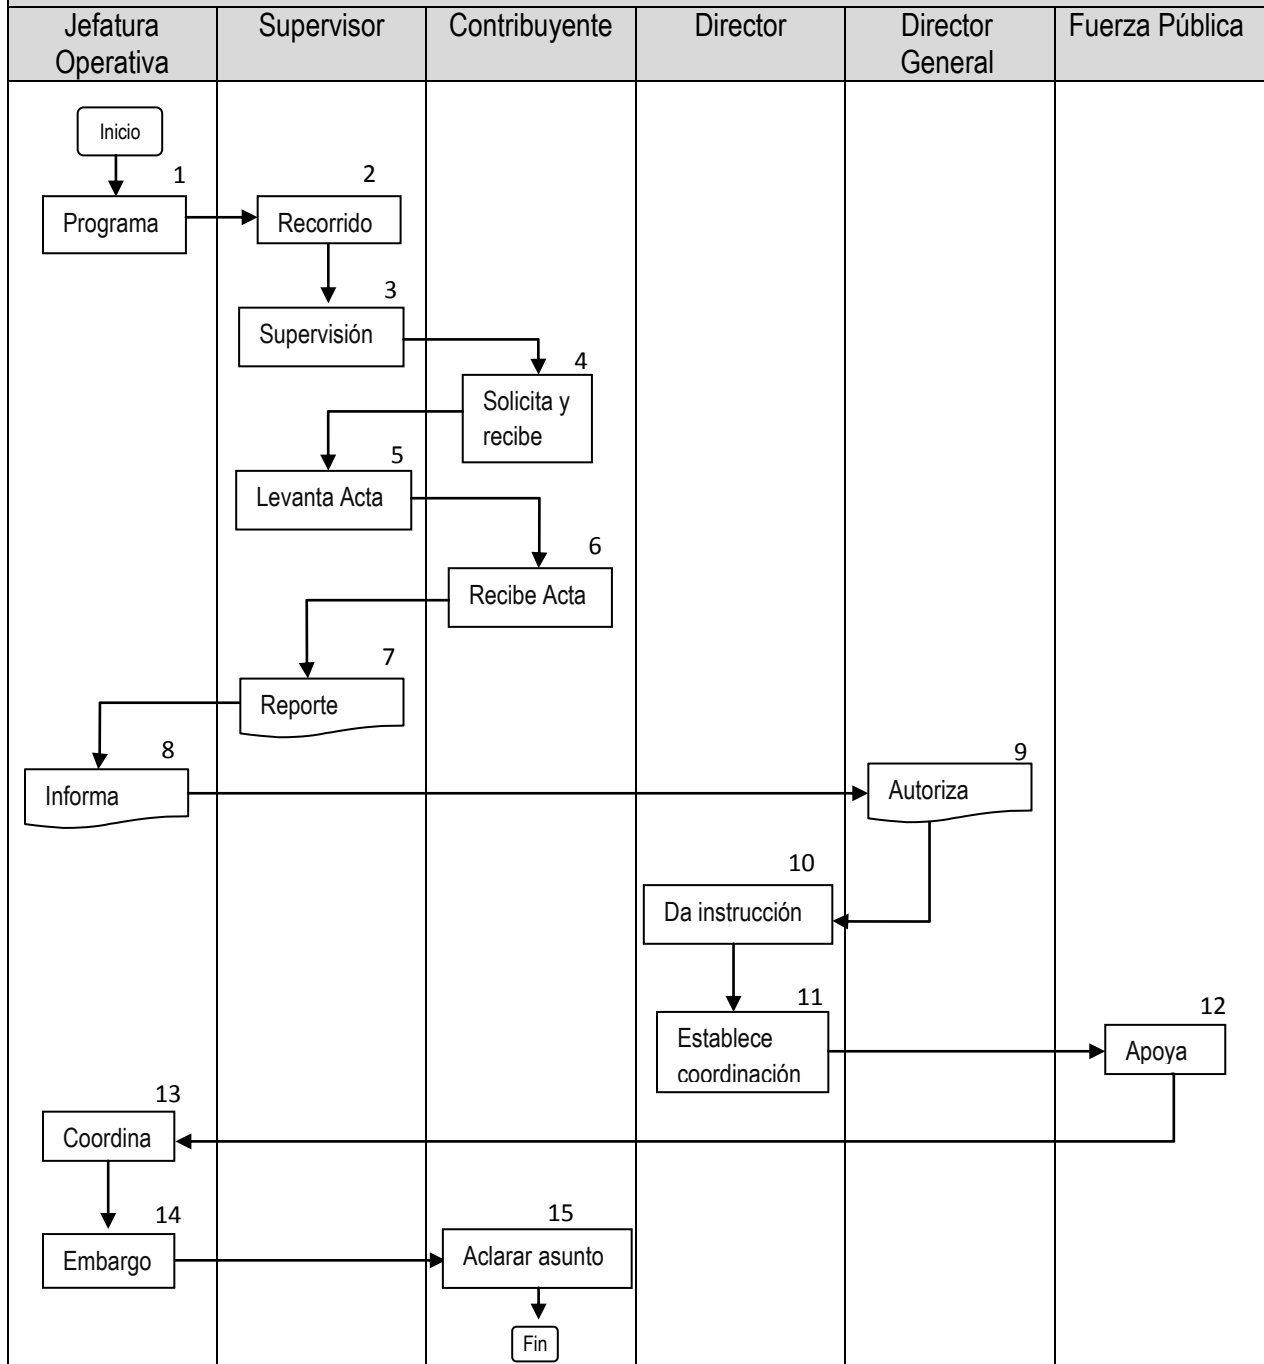 Jefatura
Operativa
Supervisor
Contribuyente
Director
Director
General
Fuerza Pública
Inicio
1
Programa
2
Recorrido
3
Supervisión
4
Solicita y
recibe
5
Levanta Acta
6
Recibe Acta
7
Reporte
8
Informa
9
Autoriza
10
Da instrucción
11
Establece
coordinación
12
Apoya
13
Coordina
14
Embargo
15
Aclarar asunto
Fin